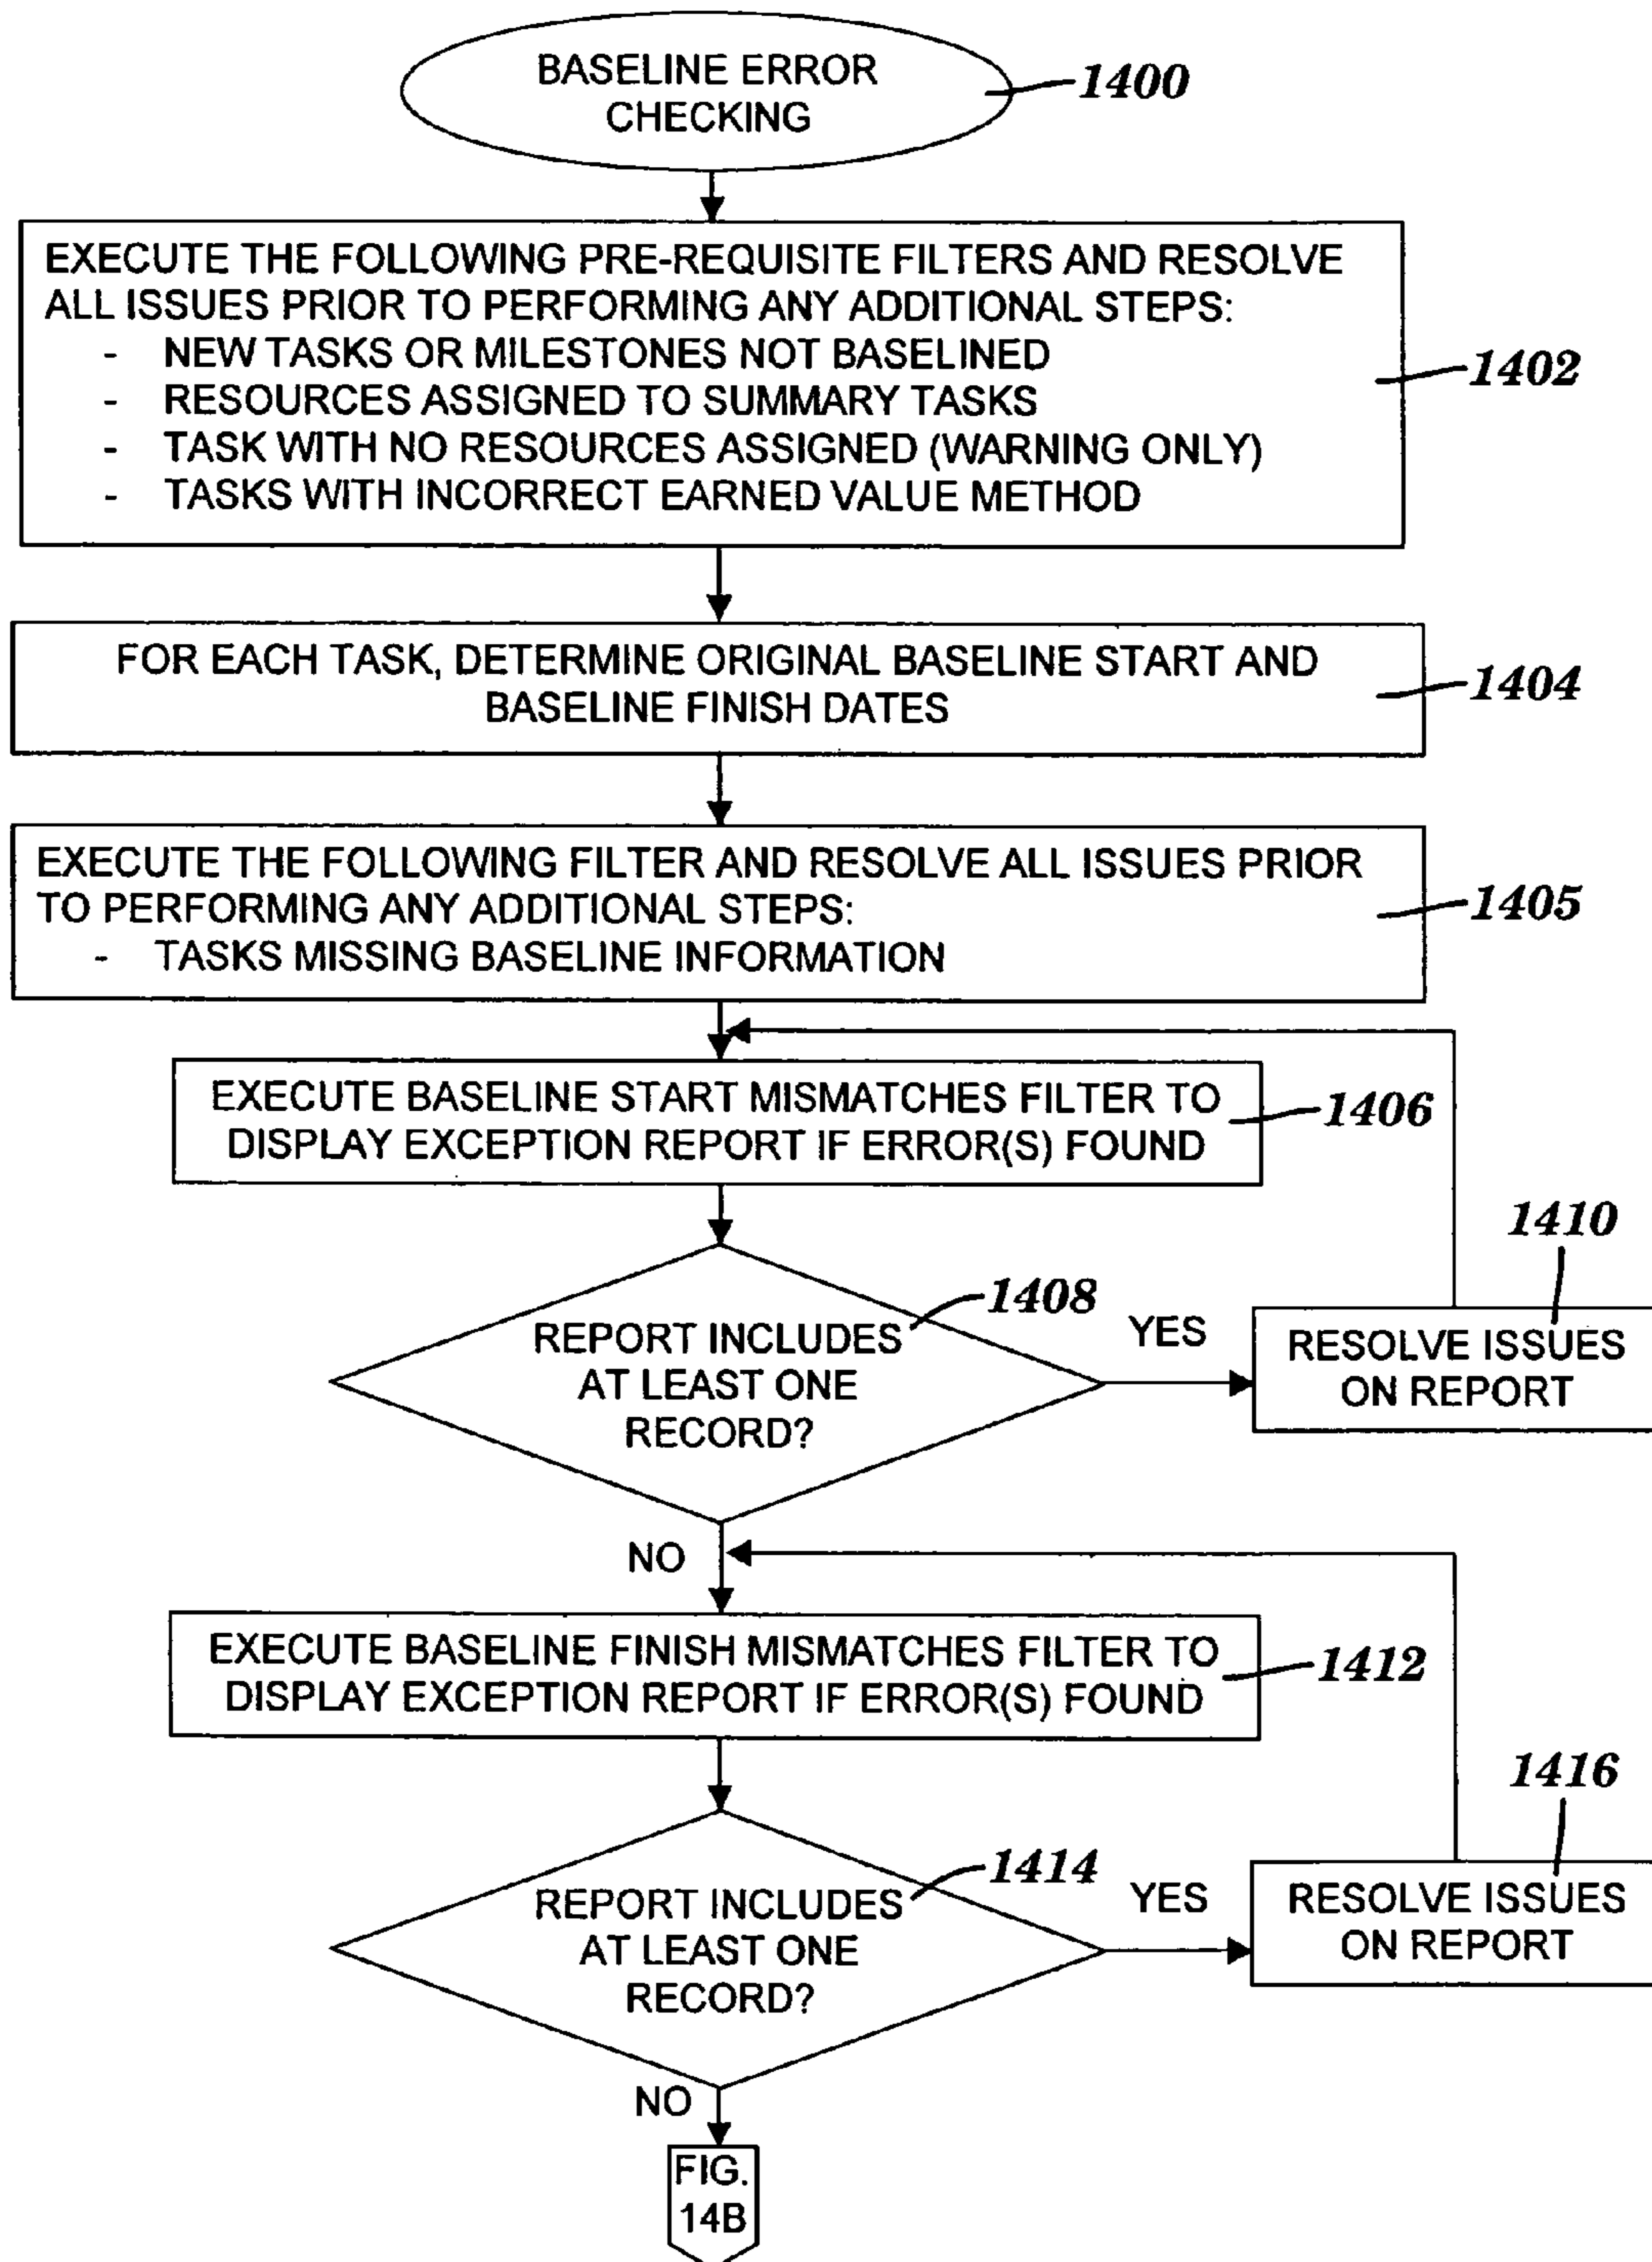 BASELINE ERROR
CHECKING
1400
EXECUTE THE FOLLOWING PRE-REQUISITE FILTERS AND RESOLVE
ALL ISSUES PRIOR TO PERFORMING ANY ADDITIONAL STEPS:
- NEW TASKS OR MILESTONES NOT BASELINED
- RESOURCES ASSIGNED TO SUMMARY TASKS
- TASK WITH NO RESOURCES ASSIGNED (WARNING ONLY)
- TASKS WITH INCORRECT EARNED VALUE METHOD
1402
FOR EACH TASK, DETERMINE ORIGINAL BASELINE START AND
BASELINE FINISH DATES
1404
EXECUTE THE FOLLOWING FILTER AND RESOLVE ALL ISSUES PRIOR
TO PERFORMING ANY ADDITIONAL STEPS:
- TASKS MISSING BASELINE INFORMATION
1405
EXECUTE BASELINE START MISMATCHES FILTER TO
DISPLAY EXCEPTION REPORT IF ERROR(S) FOUND
1406
REPORT INCLUDES
AT LEAST ONE
RECORD?
1408
YES
1410
RESOLVE ISSUES
ON REPORT
NO
EXECUTE BASELINE FINISH MISMATCHES FILTER TO
DISPLAY EXCEPTION REPORT IF ERROR(S) FOUND
1412
REPORT INCLUDES
AT LEAST ONE
RECORD?
1414
YES
1416
RESOLVE ISSUES
ON REPORT
NO
FIG.
14B